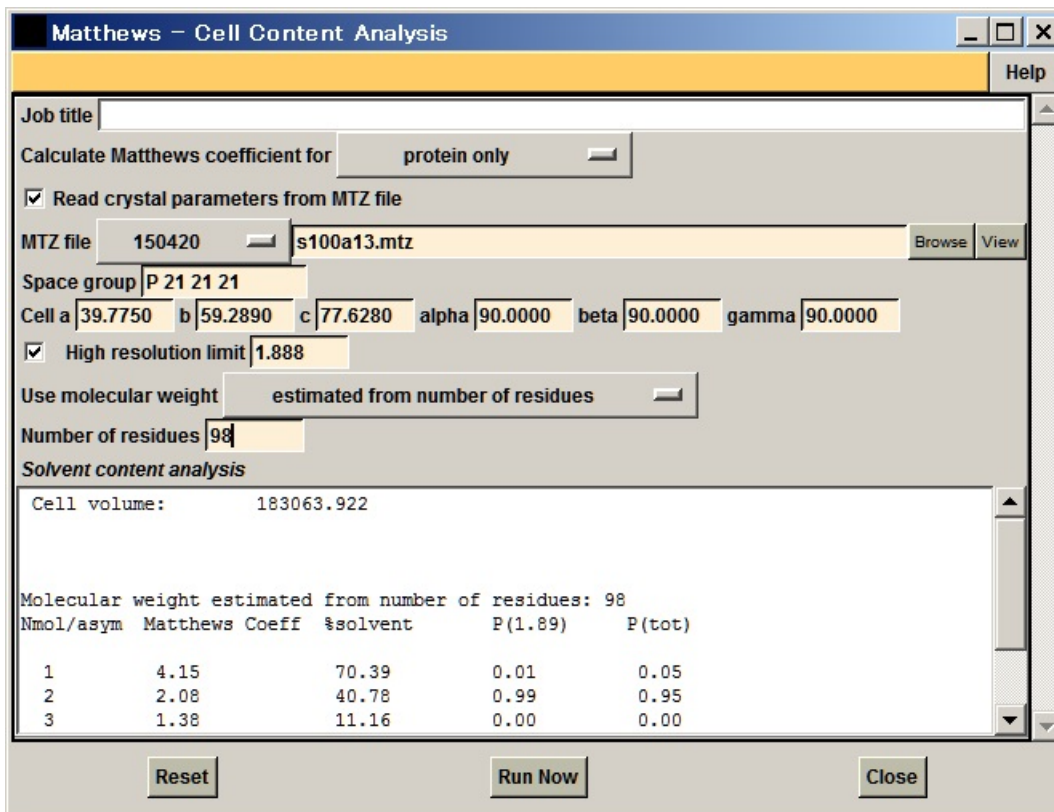 Matthews – Cell Content Analysis
Help
Job title
Calculate Matthews coefficient for protein only
Read crystal parameters from MTZ file
MTZ file 150420 s100a13.mtz Browse View
Space group P 21 21 21
Cell a 39.7750 b 59.2890 c 77.6280 alpha 90.0000 beta 90.0000 gamma 90.0000
High resolution limit 1.888
Use molecular weight estimated from number of residues
Number of residues 98
Solvent content analysis
Cell volume: 183063.922
Molecular weight estimated from number of residues: 98
Nmol/asym Matthews Coeff %solvent P(1.89) P(tot)
1 4.15 70.39 0.01 0.05
2 2.08 40.78 0.99 0.95
3 1.38 11.16 0.00 0.00
Reset Run Now Close